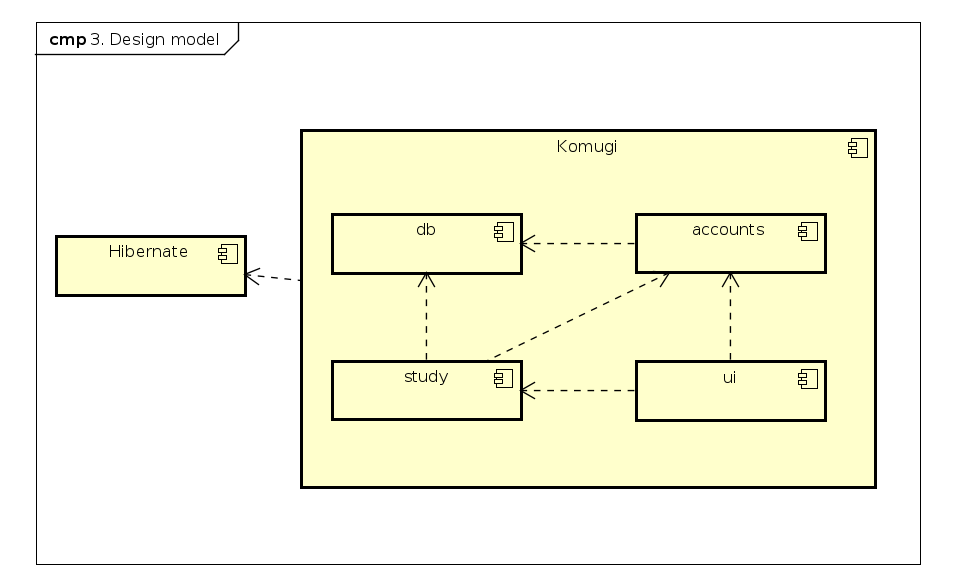 cmp 3. Design model
Komugi
db
accounts
Hibernate
study
ui